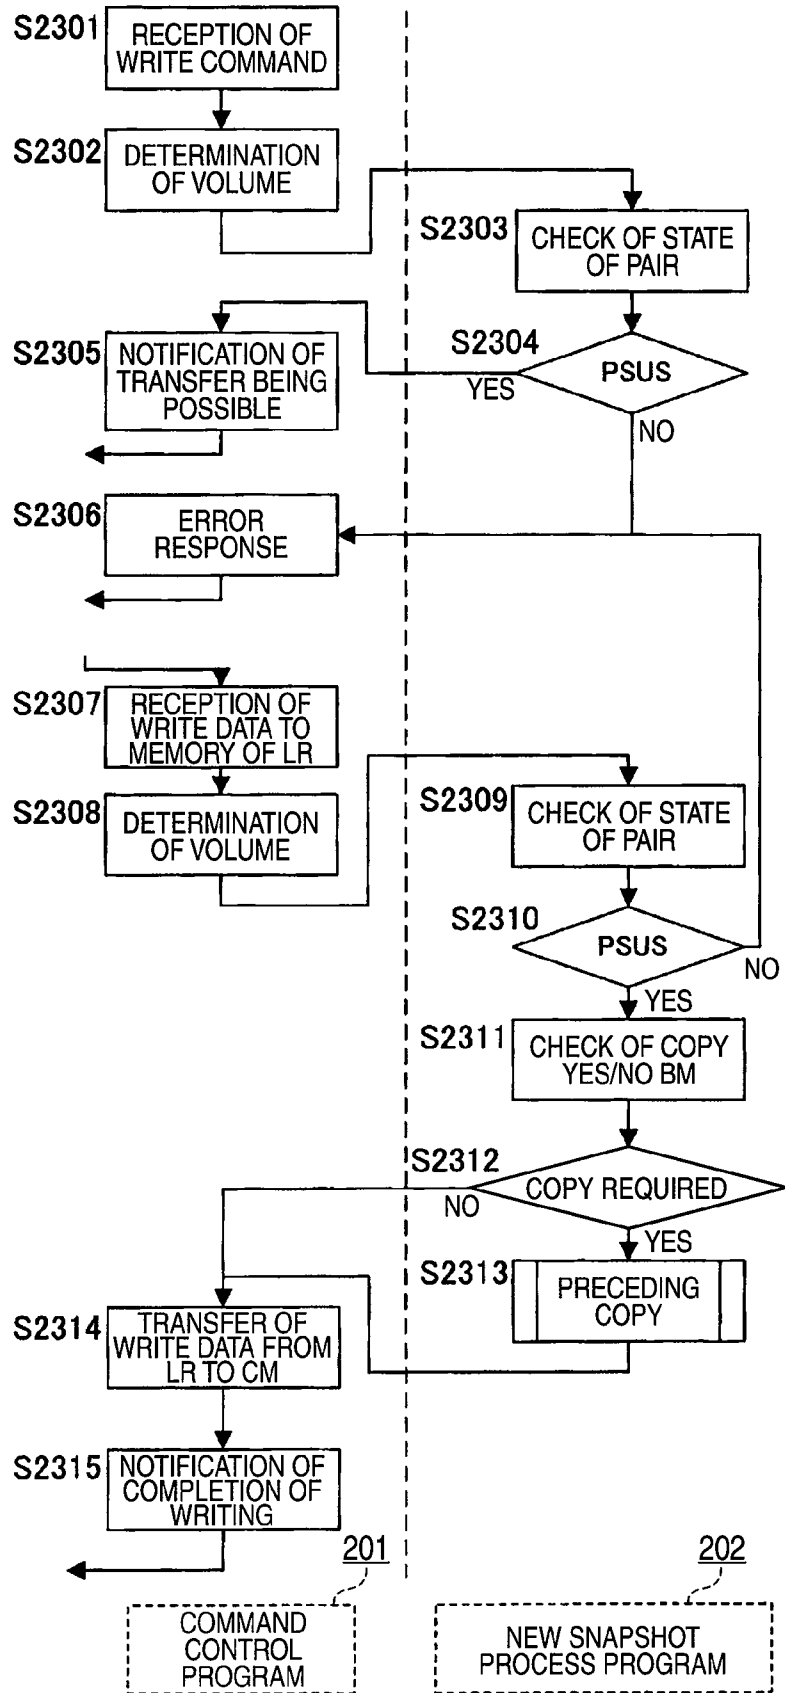 S2301
RECEPTION OF
WRITE COMMAND
S2302
DETERMINATION
OF VOLUME
S2303
CHECK OF STATE
OF PAIR
S2304
PSUS
YES
NO
S2305
NOTIFICATION OF
TRANSFER BEING
POSSIBLE
S2306
ERROR
RESPONSE
S2307
RECEPTION OF
WRITE DATA TO
MEMORY OF LR
S2308
DETERMINATION
OF VOLUME
S2309
CHECK OF STATE
OF PAIR
S2310
PSUS
NO
YES
S2311
CHECK OF COPY
YES/NO BM
S2312
COPY REQUIRED
NO
YES
S2313
PRECEDING
COPY
S2314
TRANSFER OF
WRITE DATA FROM
LR TO CM
S2315
NOTIFICATION OF
COMPLETION OF
WRITING
201
COMMAND
CONTROL
PROGRAM
202
NEW SNAPSHOT
PROCESS PROGRAM